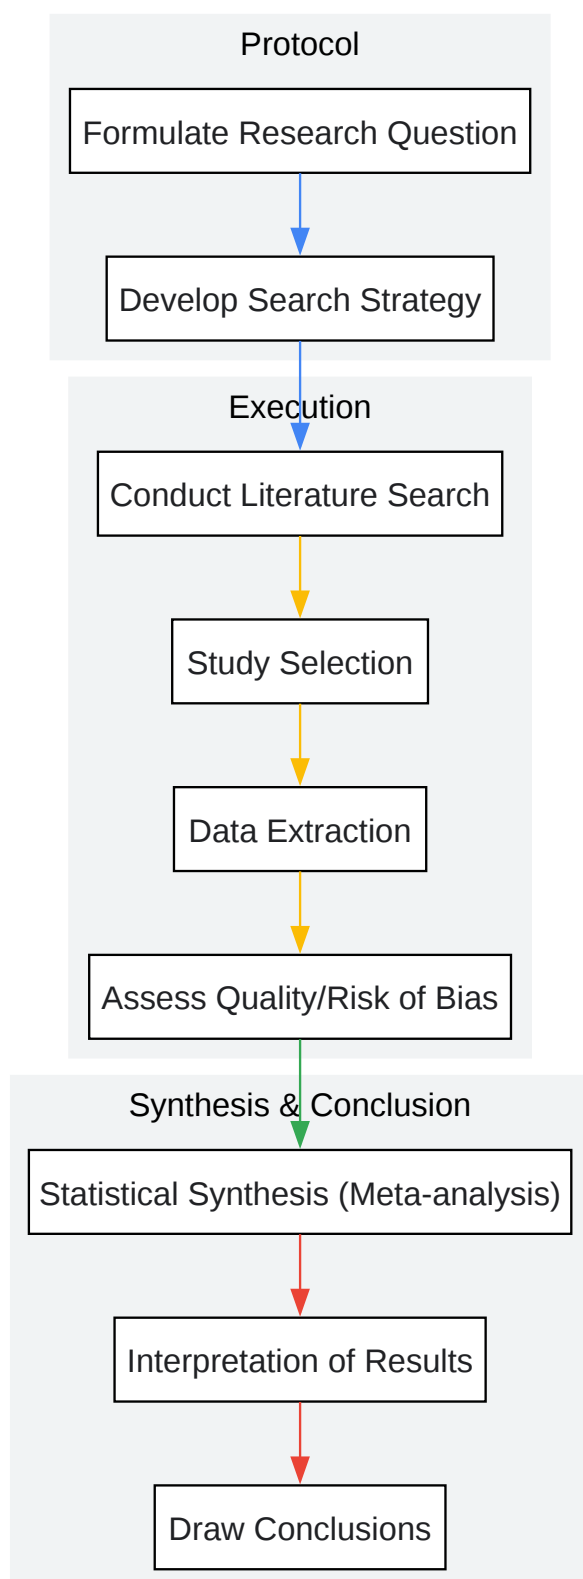 Protocol
Formulate Research Question
Develop Search Strategy
Execution
Conduct Literature Search
Study Selection
Data Extraction
Assess Quality/Risk of Bias
Synthesis & Conclusion
Statistical Synthesis (Meta-analysis)
Interpretation of Results
Draw Conclusions